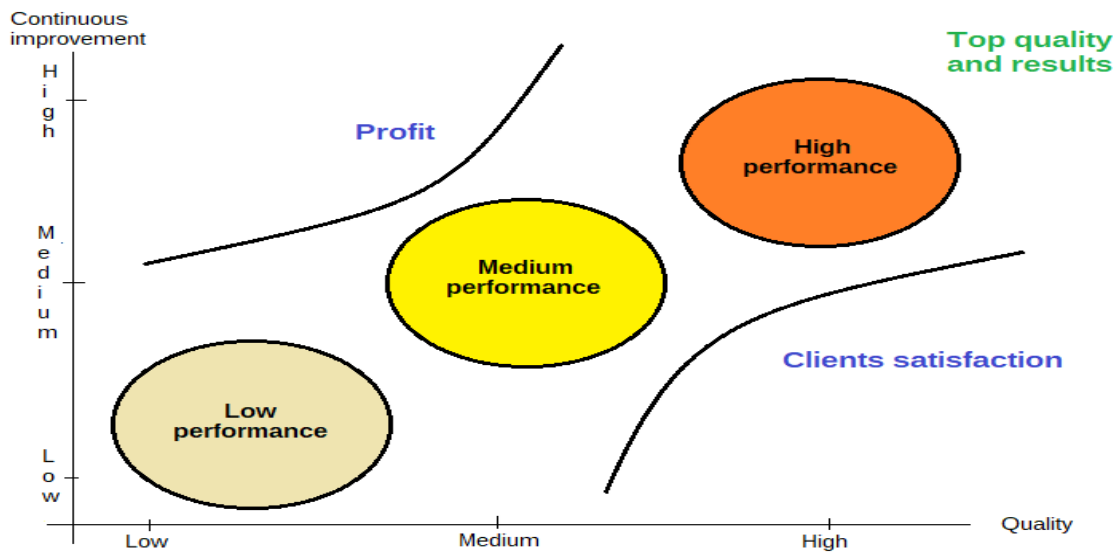 Continuous
improvement
High
Medium
Low
Profit
Top quality
and results
High
performance
Medium
performance
Low
performance
Clients satisfaction
Low
Medium
High
Quality